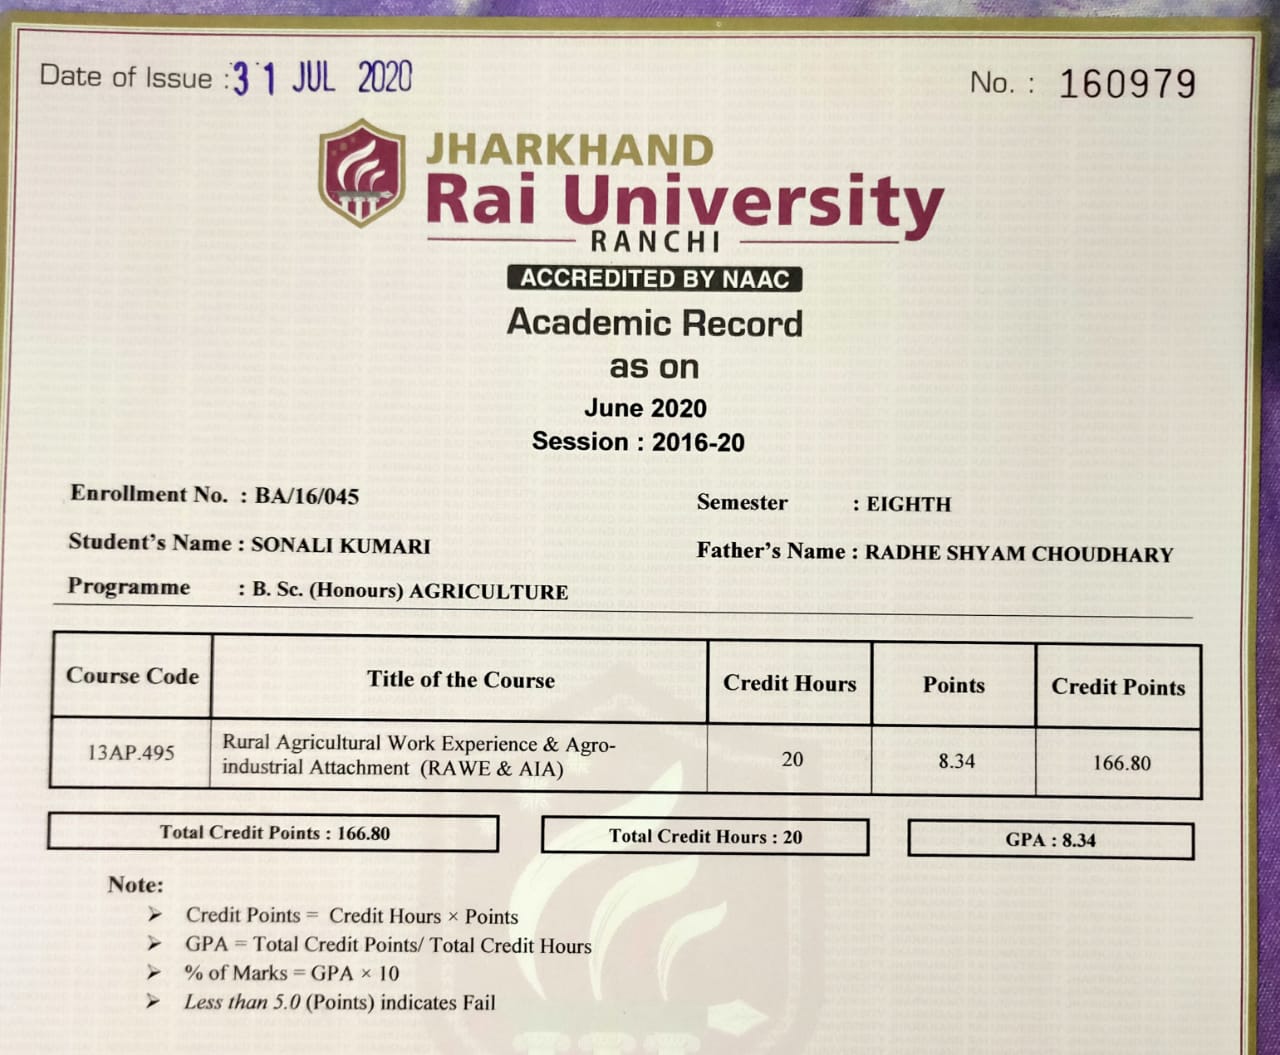 Date of Issue : 31 JUL 2020
No. : 160979
JHARKHAND
Rai University
RANCHI
ACCREDITED BY NAAC
Academic Record
as on
June 2020
Session : 2016-20
Enrollment No. : BA/16/045
Semester : EIGHTH
Student's Name : SONALI KUMARI
Father's Name : RADHE SHYAM CHOUDHARY
Programme : B. Sc. (Honours) AGRICULTURE
Course Code Title of the Course Credit Hours Points Credit Points
13AP.495 Rural Agricultural Work Experience & Agro-
industrial Attachment (RAWE & AIA) 20 8.34 166.80
Total Credit Points : 166.80 Total Credit Hours : 20 GPA : 8.34
Note:
➢ Credit Points = Credit Hours × Points
➢ GPA = Total Credit Points/ Total Credit Hours
➢ % of Marks = GPA × 10
➢ Less than 5.0 (Points) indicates Fail